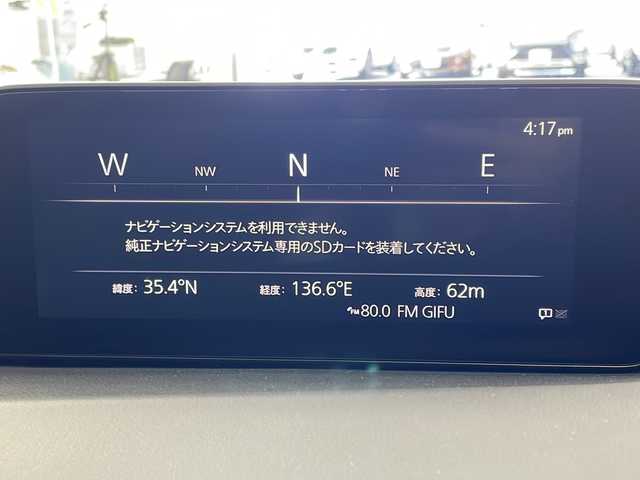 4:17pm
W NW N NE E
ナビゲーションシステムを利用できません。
純正ナビゲーションシステム専用のSDカードを装着してください。
緯度: 35.4°N 経度: 136.6°E 高度: 62m
FM 80.0 FM GIFU